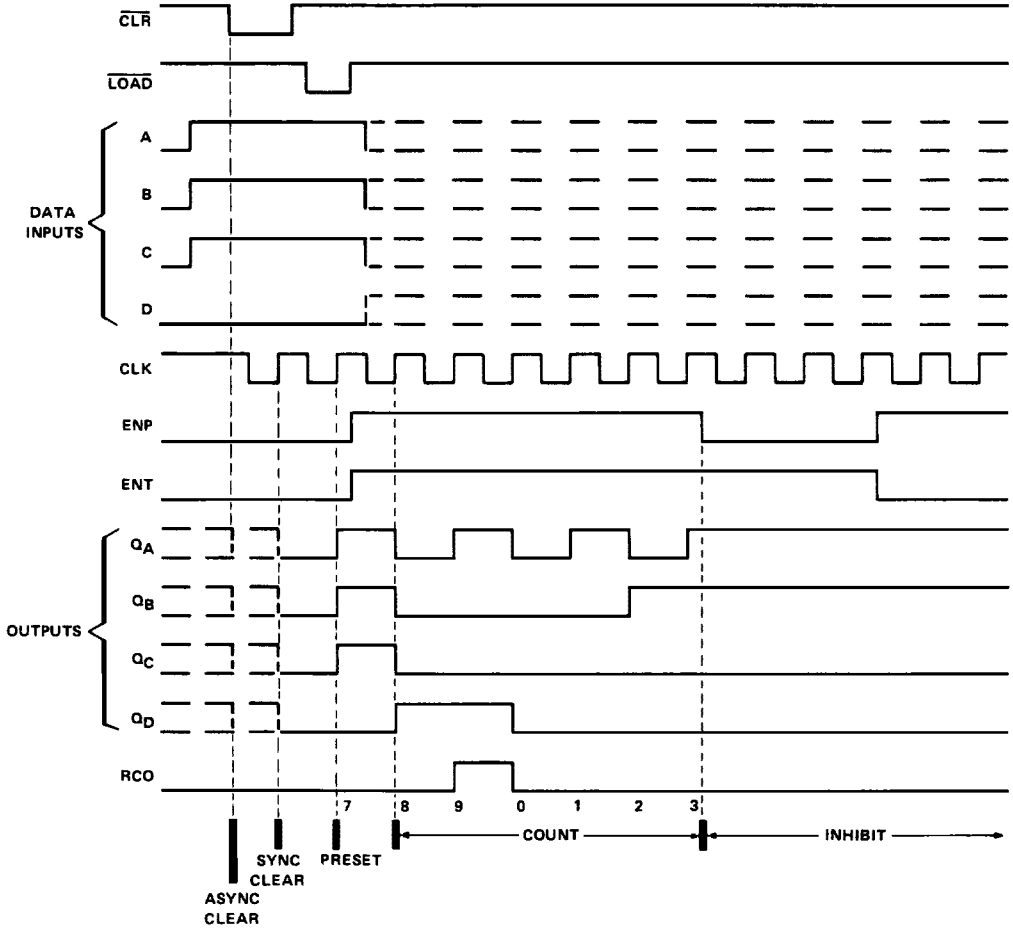 CLR
LOAD
A
B
DATA
INPUTS
C
D
CLK
ENP
ENT
QA
QB
OUTPUTS
QC
QD
RCO
7 8 9 0 1 2 3
COUNT INHIBIT
SYNC
CLEAR
PRESET
ASYNC
CLEAR